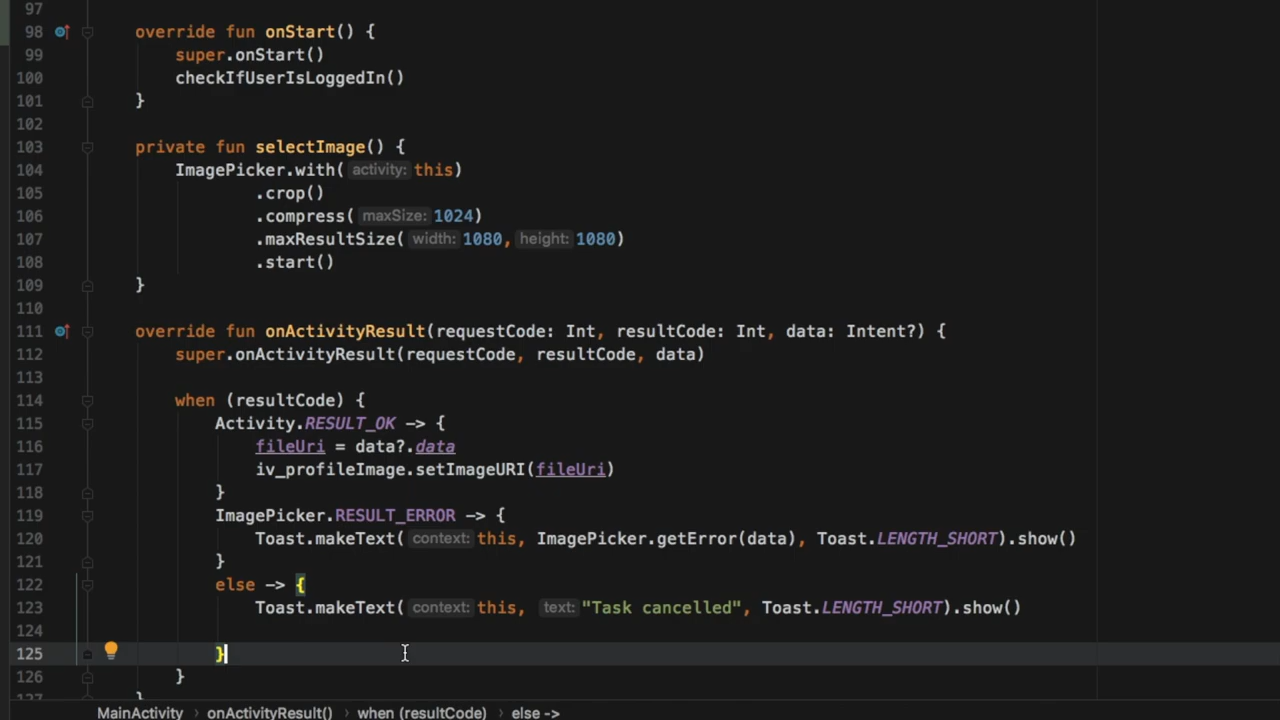 97
98 override fun onStart() {
99 super.onStart()
100 checkIfUserIsLoggedIn()
101 }
102
103 private fun selectImage() {
104 ImagePicker.with( activity: this)
105 .crop()
106 .compress( maxSize: 1024)
107 .maxResultSize( width: 1080, height: 1080)
108 .start()
109 }
110
111 override fun onActivityResult(requestCode: Int, resultCode: Int, data: Intent?) {
112 super.onActivityResult(requestCode, resultCode, data)
113
114 when (resultCode) {
115 Activity.RESULT_OK -> {
116 fileUri = data?.data
117 iv_profileImage.setImageURI(fileUri)
118 }
119 ImagePicker.RESULT_ERROR -> {
120 Toast.makeText( context: this, ImagePicker.getError(data), Toast.LENGTH_SHORT).show()
121 }
122 else -> {
123 Toast.makeText( context: this, text: "Task cancelled", Toast.LENGTH_SHORT).show()
124
125 }
126 }
127 }
MainActivity › onActivityResult() › when (resultCode) › else ->